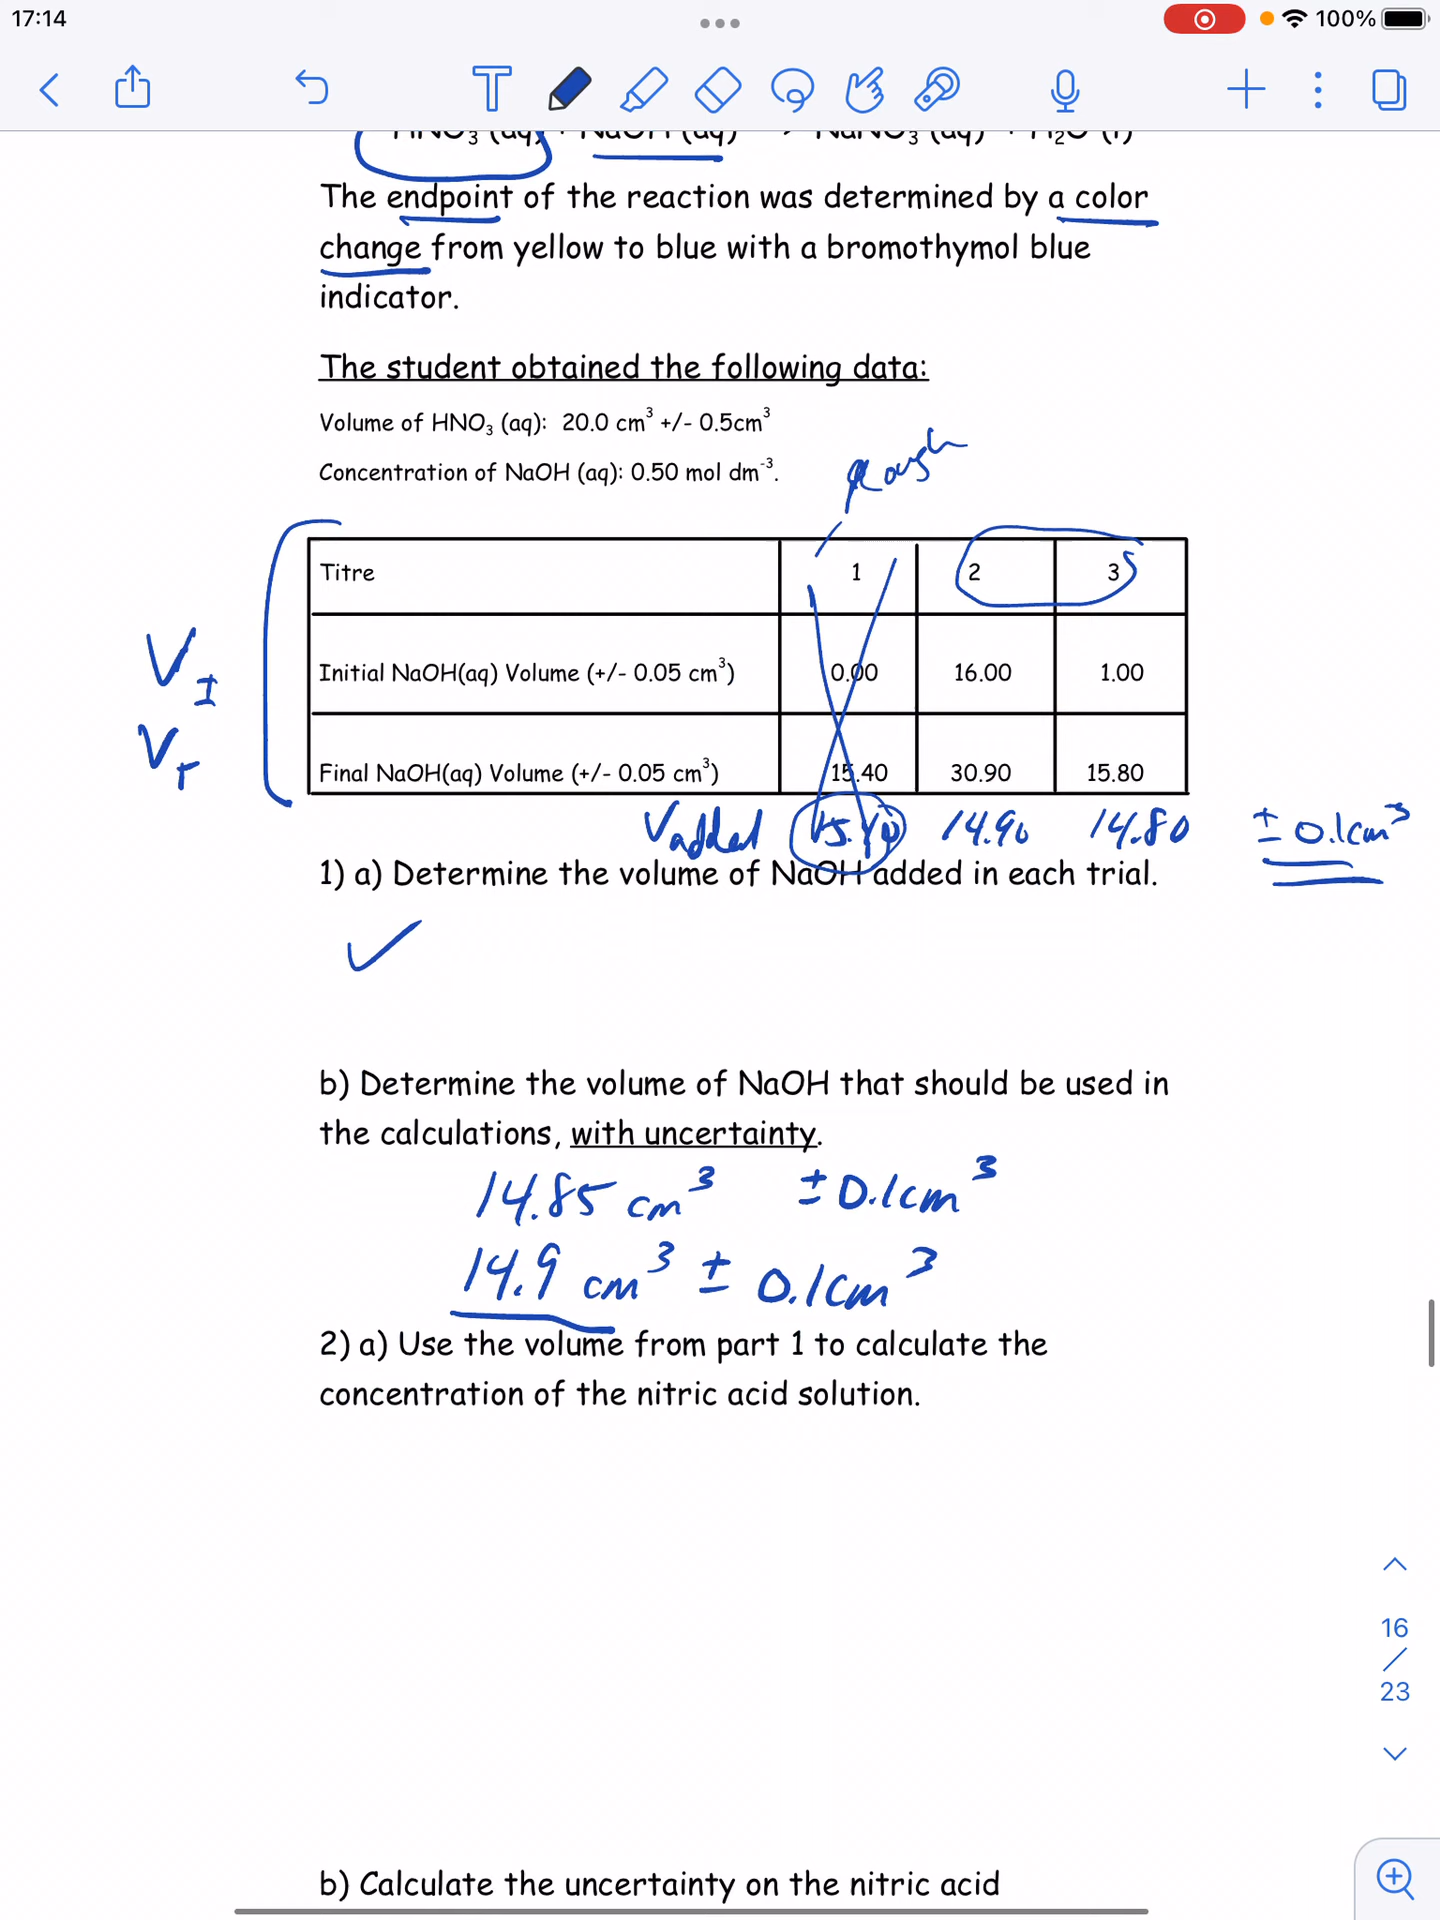 17:14
100%
T
HNO3 (aq) + NaOH (aq) → NaNO3 (aq) + H2O (l)
The endpoint of the reaction was determined by a color
change from yellow to blue with a bromothymol blue
indicator.
The student obtained the following data:
Volume of HNO3 (aq): 20.0 cm³ +/- 0.5cm³
Concentration of NaOH (aq): 0.50 mol dm⁻³.
Rough
Titre 1 2 3
VI
Initial NaOH(aq) Volume (+/- 0.05 cm³) 0.00 16.00 1.00
VF
Final NaOH(aq) Volume (+/- 0.05 cm³) 15.40 30.90 15.80
Vadded 15.40 14.90 14.80 ± 0.1cm³
1) a) Determine the volume of NaOH added in each trial.
b) Determine the volume of NaOH that should be used in
the calculations, with uncertainty.
14.85 cm³ ± 0.1cm³
14.9 cm³ ± 0.1cm³
2) a) Use the volume from part 1 to calculate the
concentration of the nitric acid solution.
16
/
23
b) Calculate the uncertainty on the nitric acid